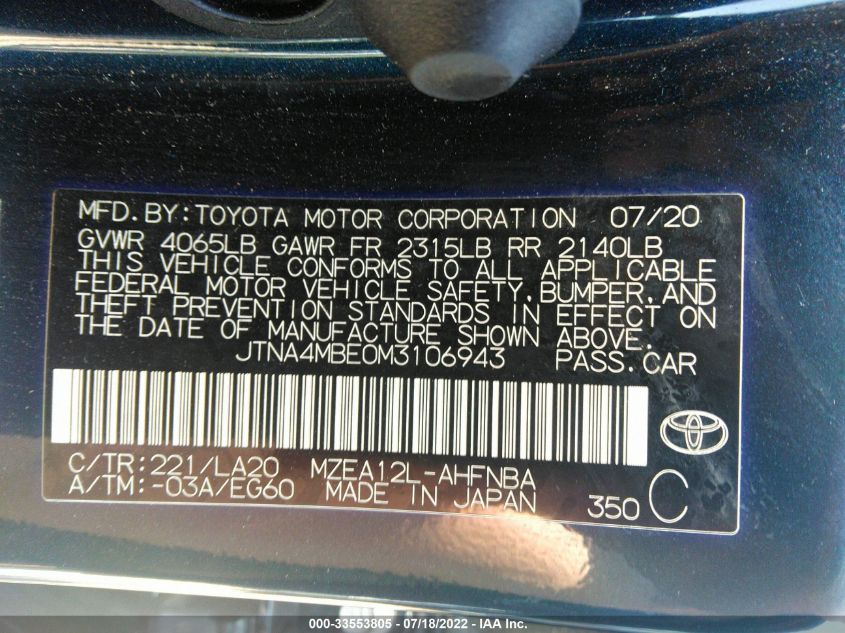 MFD.BY:TOYOTA MOTOR CORPORATION 07/20
GVWR 4065LB GAWR FR 2315LB RR 2140LB
THIS VEHICLE CONFORMS TO ALL APPLICABLE
FEDERAL MOTOR VEHICLE SAFETY,BUMPER,AND
THEFT PREVENTION STANDARDS IN EFFECT ON
THE DATE OF MANUFACTURE SHOWN ABOVE.
JTNA4MBE0M3106943 PASS.CAR
C/TR:221/LA20 MZEA12L-AHFNBA
A/TM:-03A/EG60 MADE IN JAPAN 350 C
000-33553805 - 07/18/2022 - IAA Inc.